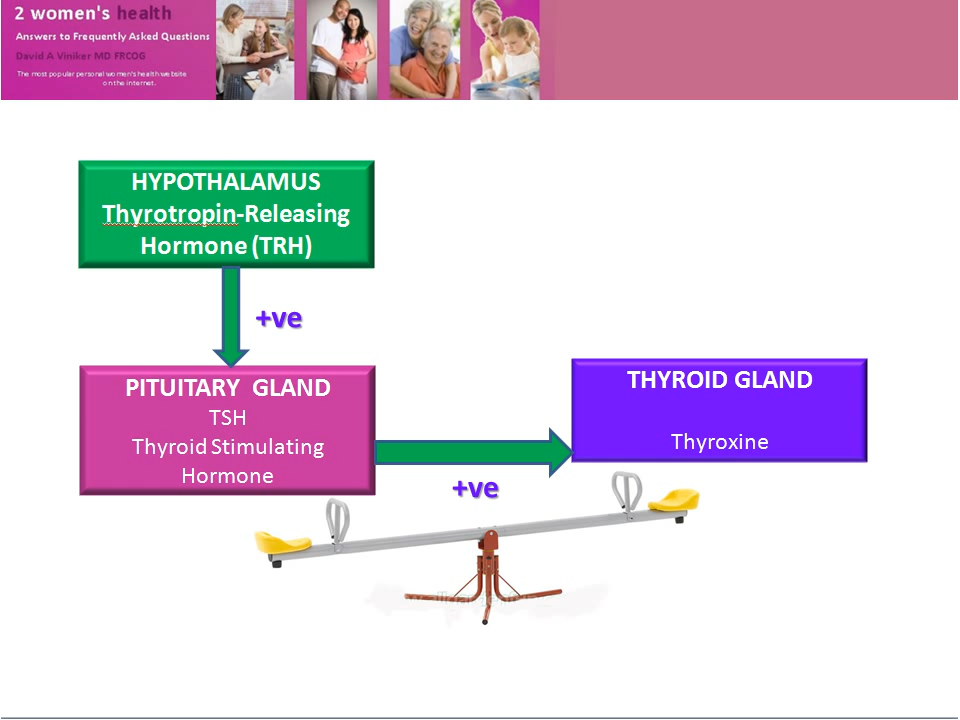 2 women's health
Answers to Frequently Asked Questions
David A Viniker MD FRCOG
The most popular personal women's health website
on the internet.
HYPOTHALAMUS
Thyrotropin-Releasing
Hormone (TRH)
+ve
PITUITARY GLAND
TSH
Thyroid Stimulating
Hormone
THYROID GLAND
Thyroxine
+ve